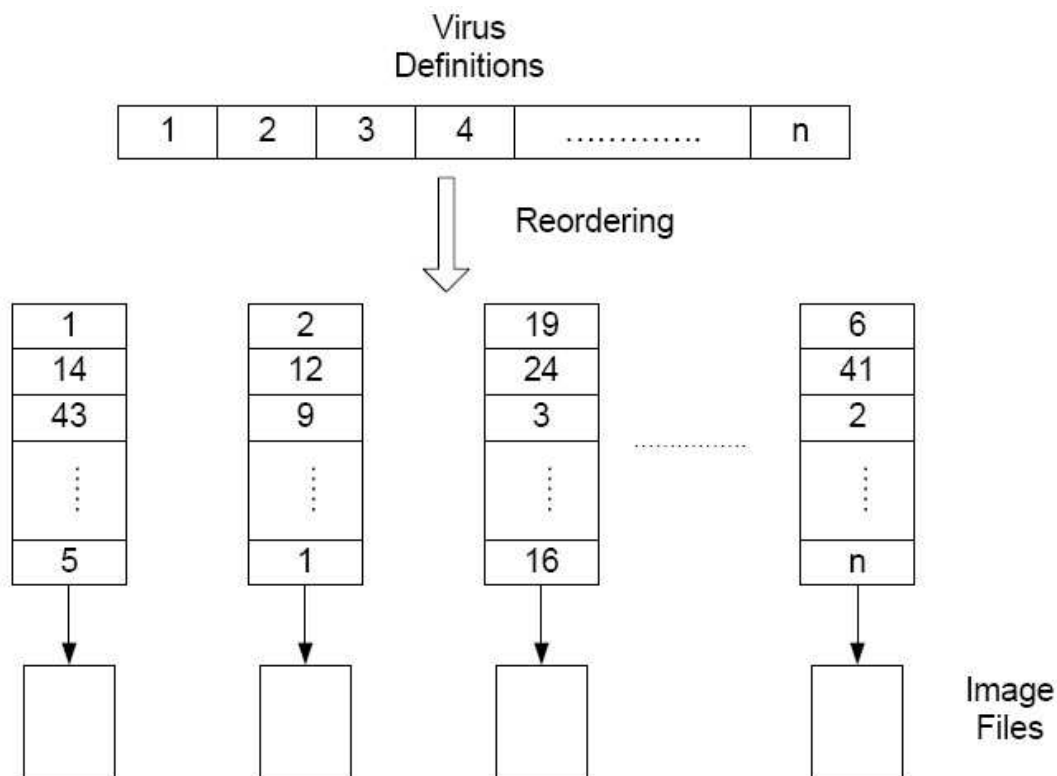 Virus
Definitions
1 2 3 4 ............. n
Reordering
1 2 19 6
14 12 24 41
43 9 3 ................ 2
...... ...... ...... ......
5 1 16 n
Image
Files